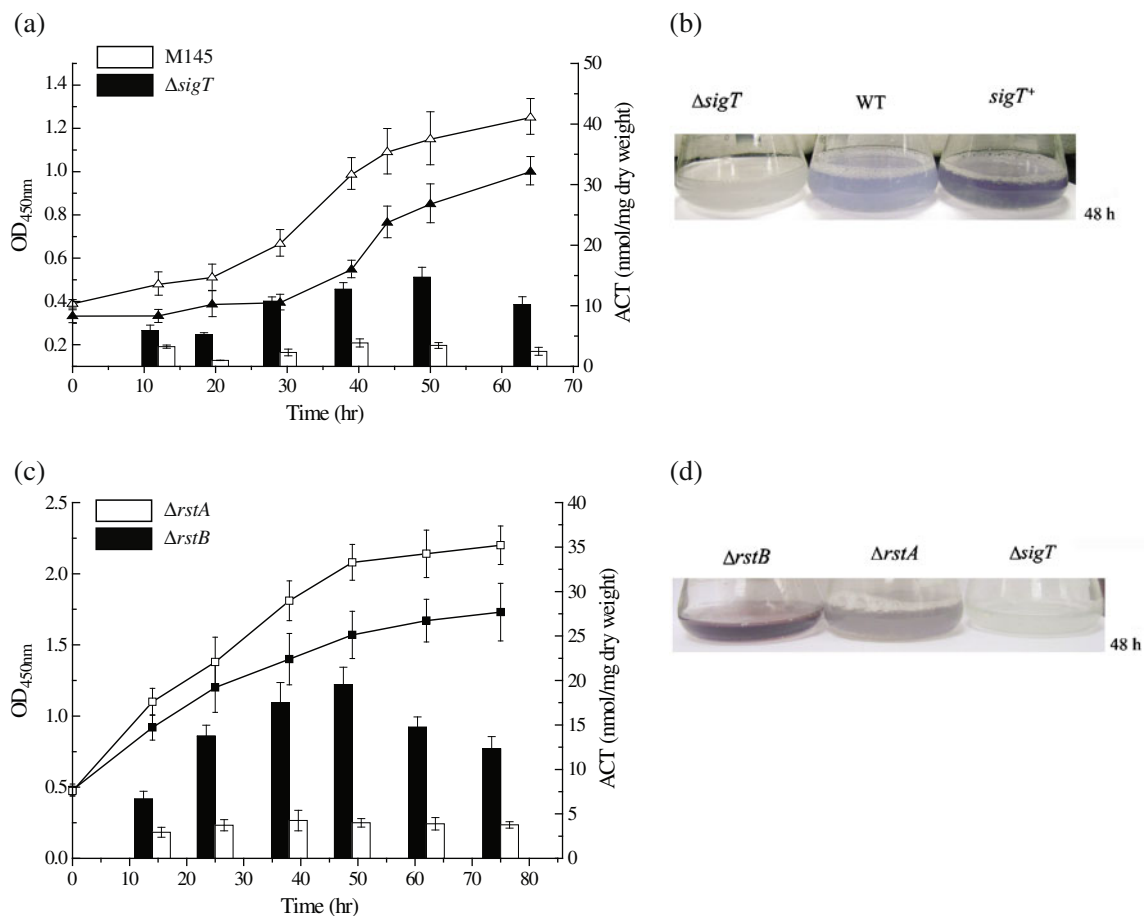 (a)
M145
ΔsigT
1.4
1.2
1.0
0.8
0.6
0.4
0.2
OD450nm
50
40
30
20
10
0
ACT (nmol/mg dry weight)
0 10 20 30 40 50 60 70
Time (hr)
(b)
ΔsigT WT sigT+
48 h
(c)
ΔrstA
ΔrstB
2.5
2.0
1.5
1.0
0.5
0.0
OD450nm
40
35
30
25
20
15
10
5
0
ACT (nmol/mg dry weight)
0 10 20 30 40 50 60 70 80
Time (hr)
(d)
ΔrstB ΔrstA ΔsigT
48 h